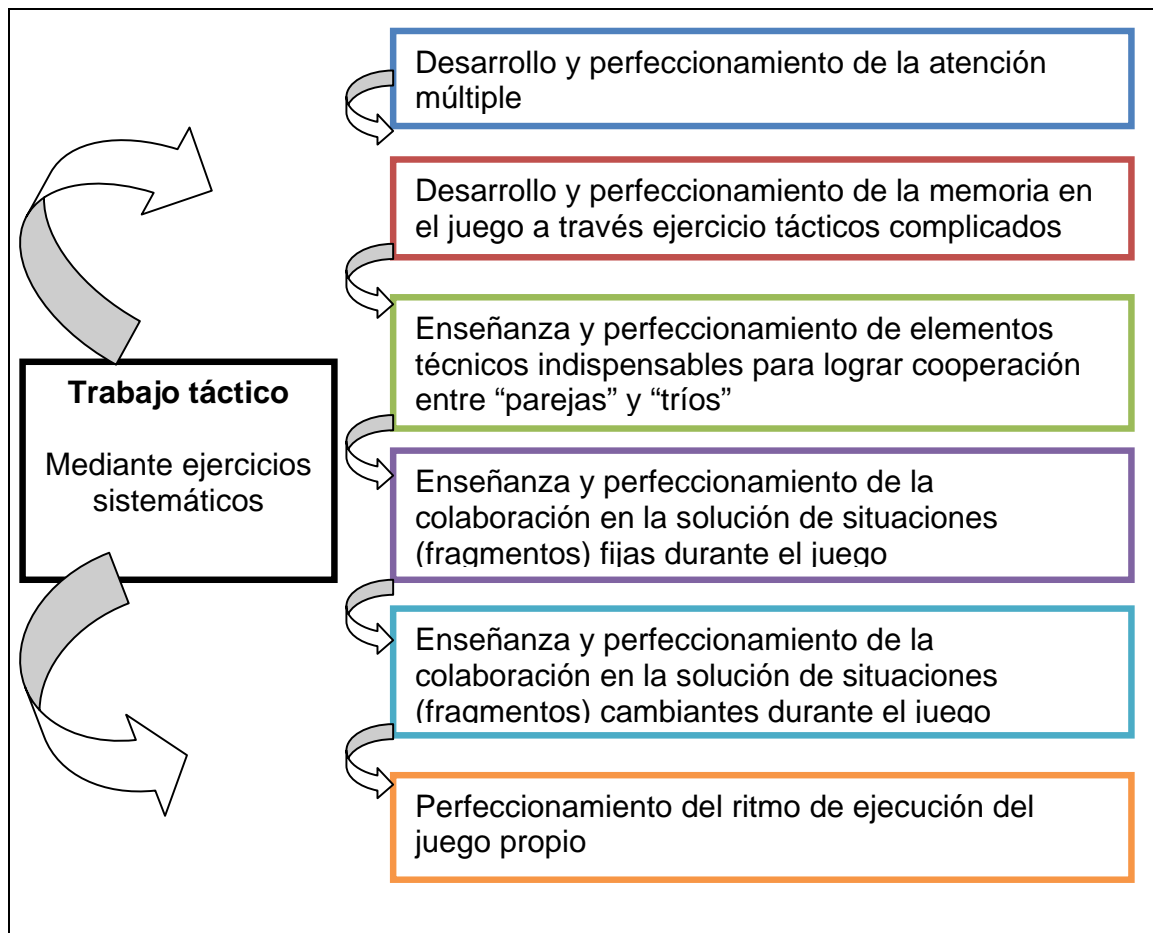 Desarrollo y perfeccionamiento de la atención
múltiple
Desarrollo y perfeccionamiento de la memoria en
el juego a través ejercicio tácticos complicados
Enseñanza y perfeccionamiento de elementos
técnicos indispensables para lograr cooperación
entre “parejas” y “tríos”
Trabajo táctico
Mediante ejercicios
sistemáticos
Enseñanza y perfeccionamiento de la
colaboración en la solución de situaciones
(fragmentos) fijas durante el juego
Enseñanza y perfeccionamiento de la
colaboración en la solución de situaciones
(fragmentos) cambiantes durante el juego
Perfeccionamiento del ritmo de ejecución del
juego propio